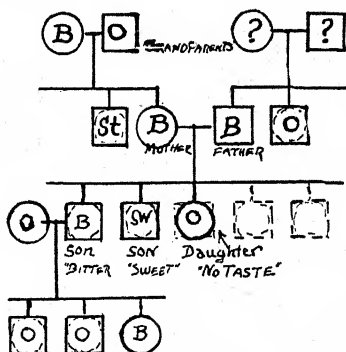 B O GRANDPARENTS ? ?
St B B O
MOTHER FATHER
O B SW O
SON SON Daughter
"BITTER" "SWEET" "NO TASTE"
O O B